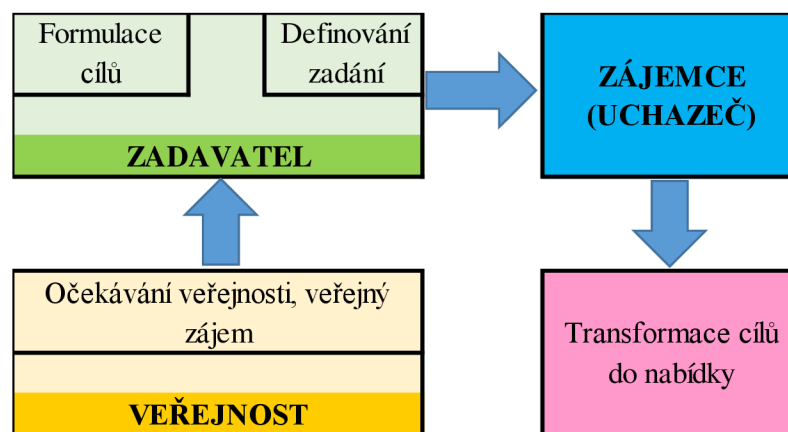 Formulace
cílů
Definování
zadání
ZADAVATEL
ZÁJEMCE
(UCHAZEČ)
Očekávání veřejnosti, veřejný
zájem
VEŘEJNOST
Transformace cílů
do nabídky